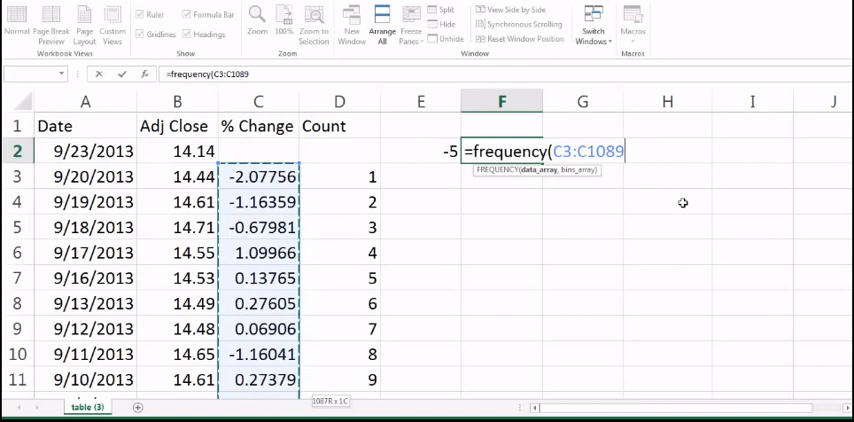 Normal Page Break Preview Page Layout Custom Views
Workbook Views
Ruler Formula Bar
Gridlines Headings
Show
Zoom 100% Zoom to Selection
Zoom
New Window Arrange All Freeze Panes
Split
Hide
Unhide
View Side by Side
Synchronous Scrolling
Reset Window Position
Window
Switch Windows
Macros
Macros
fx =frequency(C3:C1089
A B C D E F G H I J
1 Date Adj Close % Change Count
2 9/23/2013 14.14 -5 =frequency(C3:C1089
FREQUENCY(data_array, bins_array)
3 9/20/2013 14.44 -2.07756 1
4 9/19/2013 14.61 -1.16359 2
5 9/18/2013 14.71 -0.67981 3
6 9/17/2013 14.55 1.09966 4
7 9/16/2013 14.53 0.13765 5
8 9/13/2013 14.49 0.27605 6
9 9/12/2013 14.48 0.06906 7
10 9/11/2013 14.65 -1.16041 8
11 9/10/2013 14.61 0.27379 9
1087R x 1C
table (3)